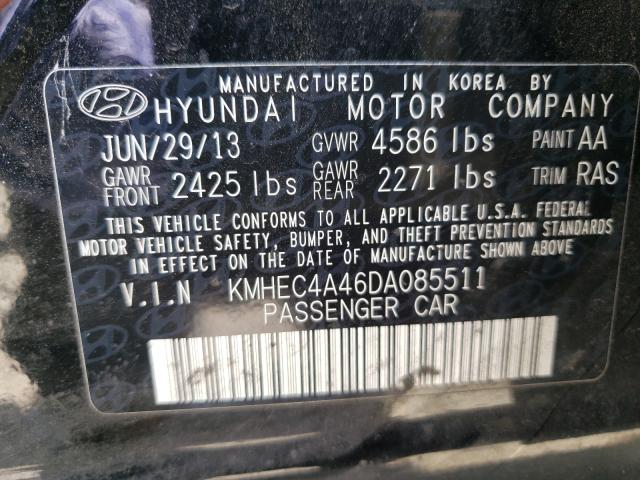 MANUFACTURED IN KOREA BY
HYUNDAI MOTOR COMPANY
JUN/29/13 GVWR 4586 lbs PAINT AA
GAWR FRONT 2425 lbs GAWR REAR 2271 lbs TRIM RAS
THIS VEHICLE CONFORMS TO ALL APPLICABLE U.S.A. FEDERAL
MOTOR VEHICLE SAFETY, BUMPER, AND THEFT PREVENTION STANDARDS
IN EFFECT ON THE DATE OF MANUFACTURE SHOWN ABOVE
V.I.N KMHEC4A46DA085511
PASSENGER CAR